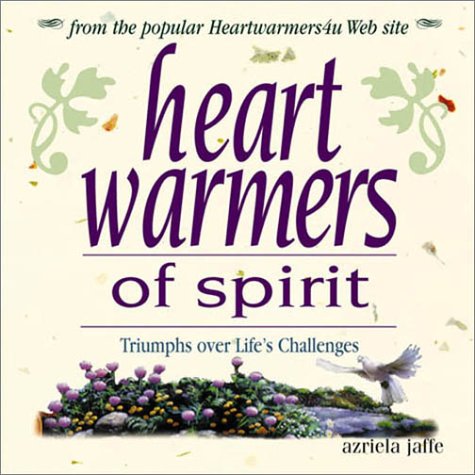 from the popular Heartwarmers4u Web site
heart
warmers
of spirit
Triumphs over Life's Challenges
azriela jaffe